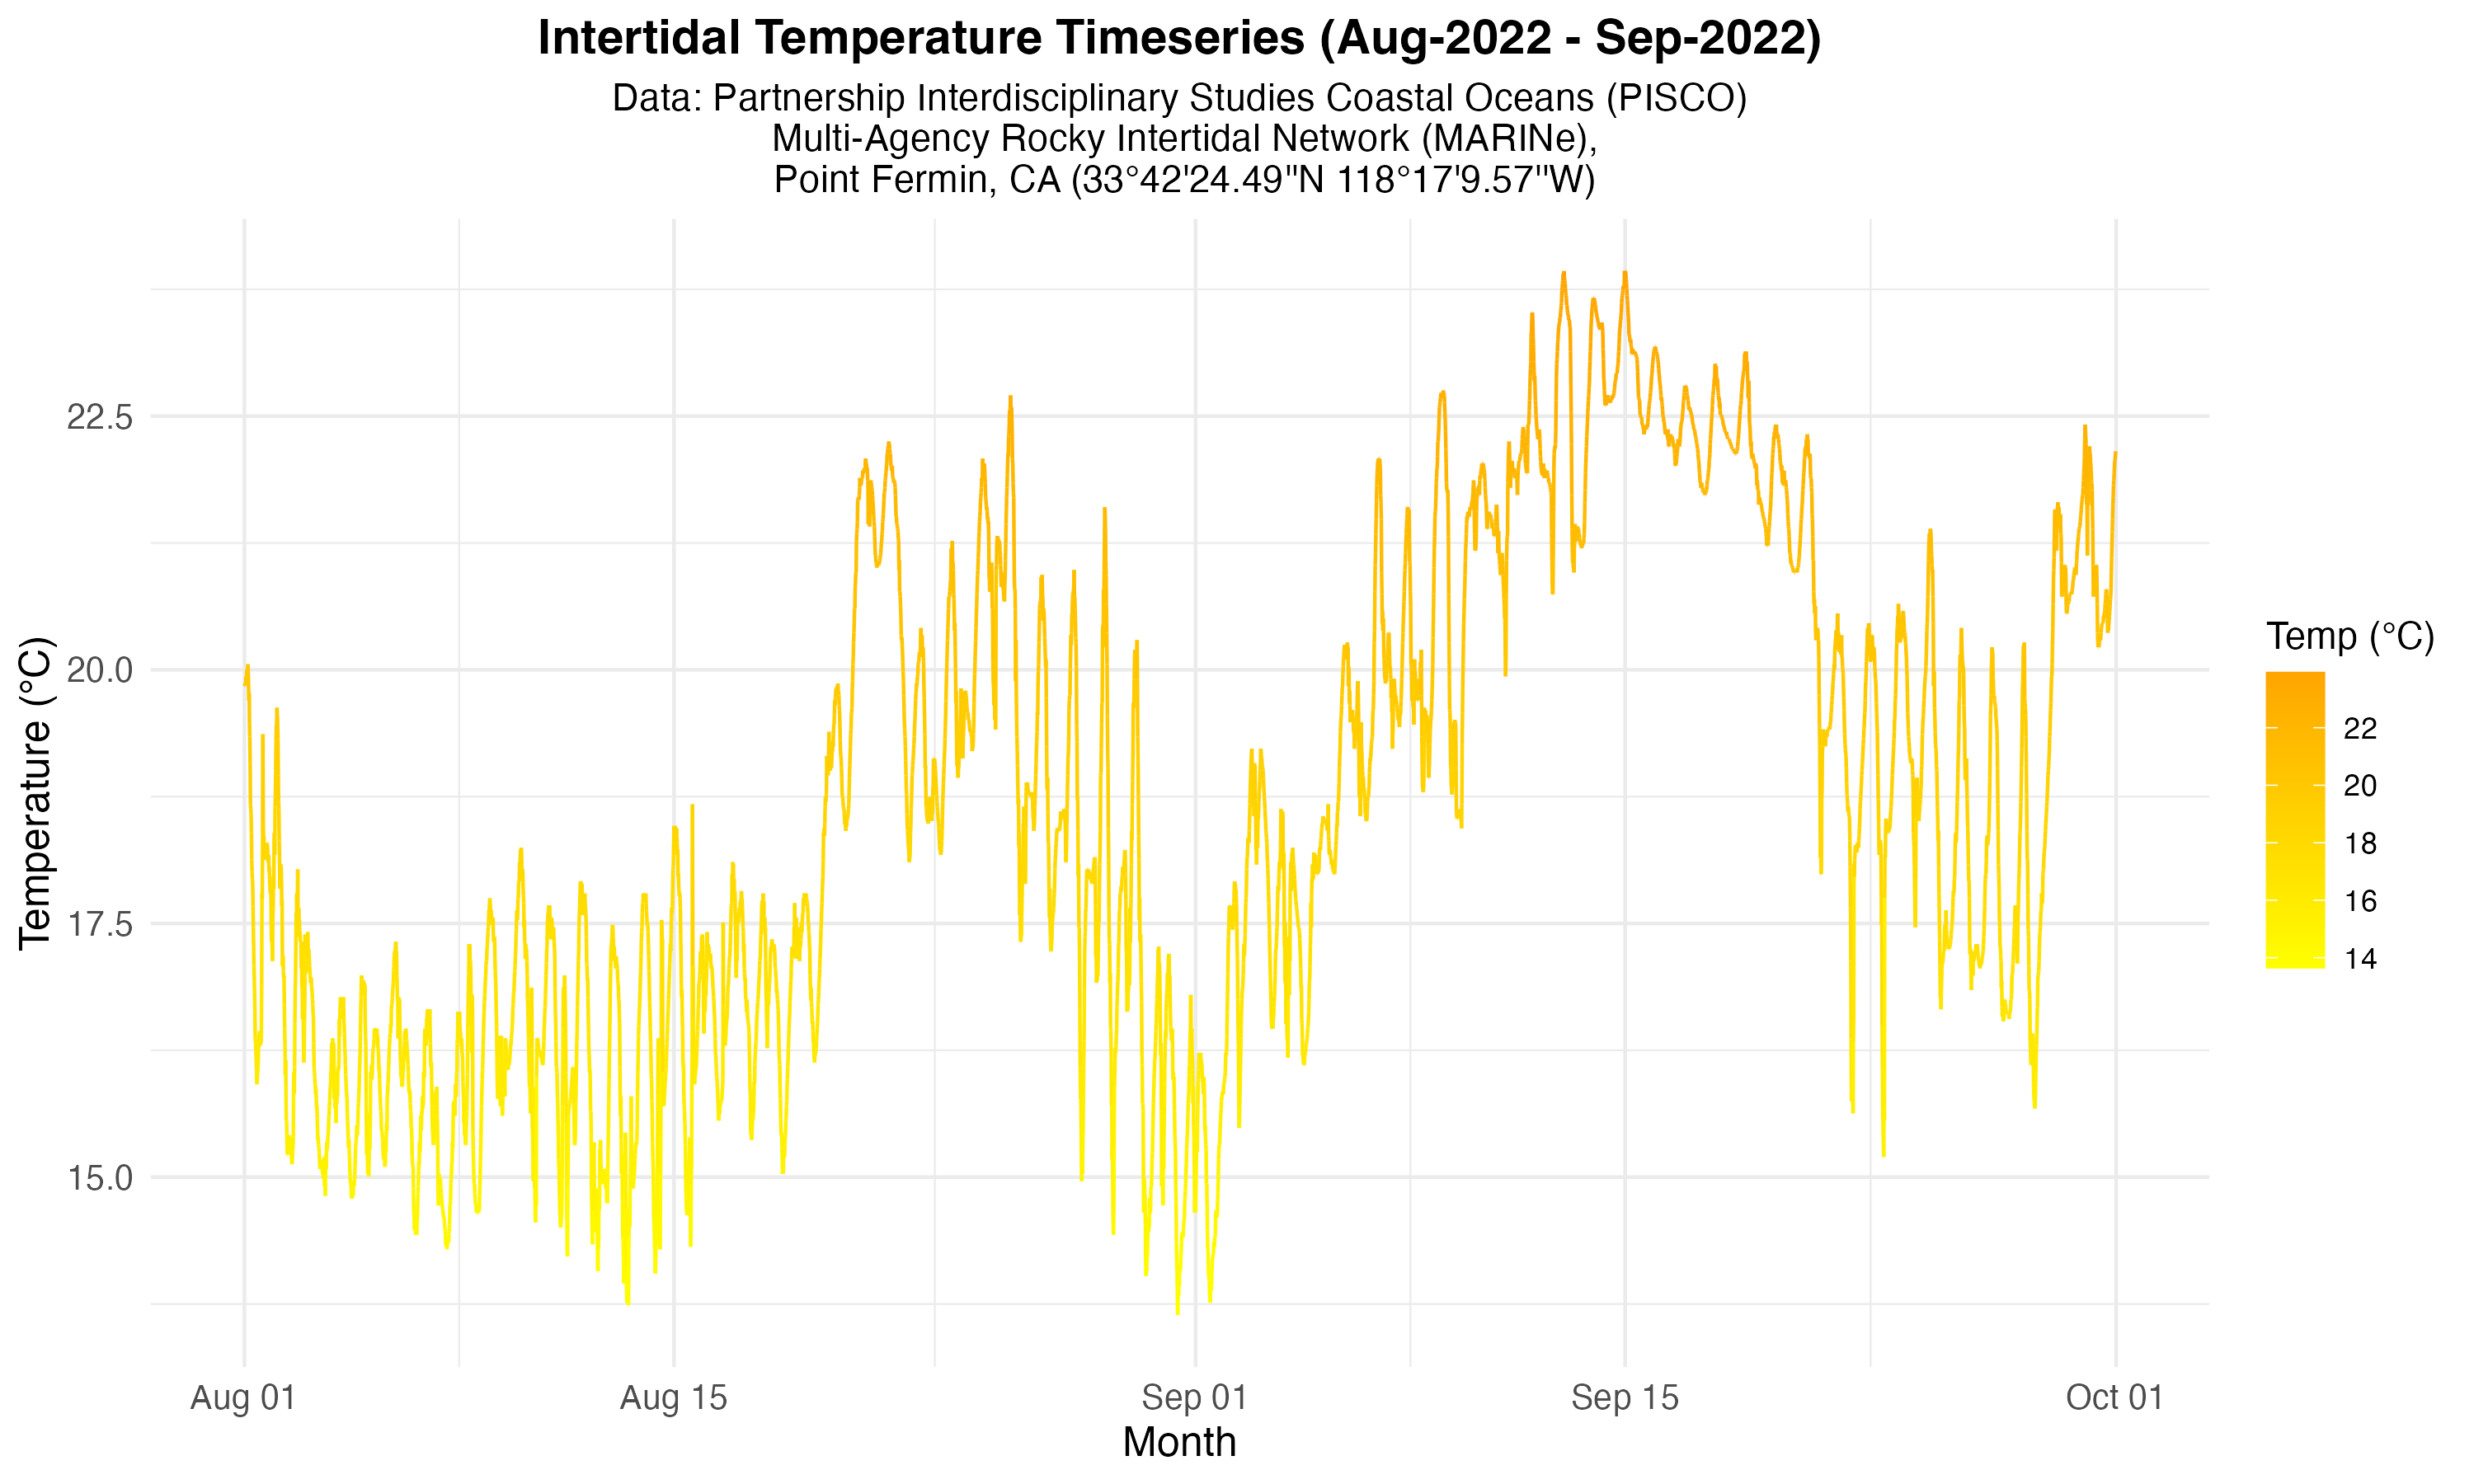 Intertidal Temperature Timeseries (Aug-2022 - Sep-2022)
Data: Partnership Interdisciplinary Studies Coastal Oceans (PISCO)
Multi-Agency Rocky Intertidal Network (MARINe),
Point Fermin, CA (33°42'24.49"N 118°17'9.57"W)
Temperature (°C)
22.5
20.0
17.5
15.0
Aug 01
Aug 15
Sep 01
Sep 15
Oct 01
Month
Temp (°C)
22
20
18
16
14